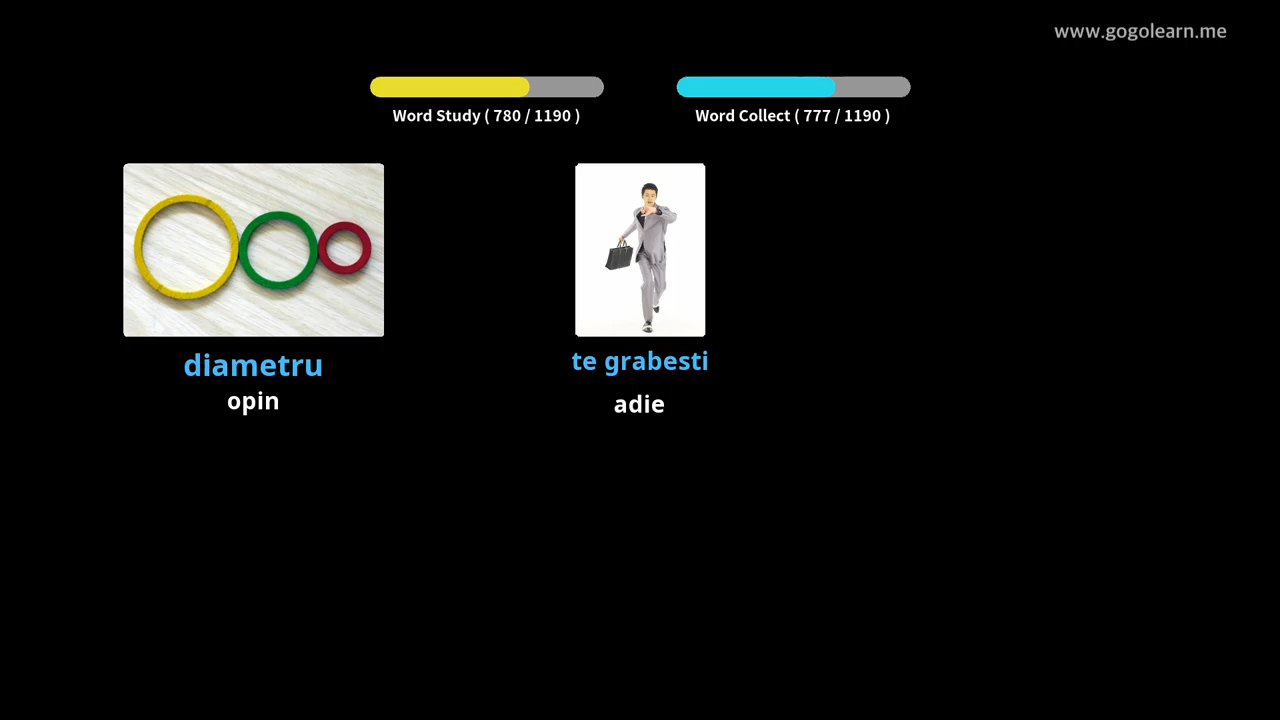 www.gogolearn.me
Word Study ( 780 / 1190 )
Word Collect ( 777 / 1190 )
diametru
opin
te grabesti
adie